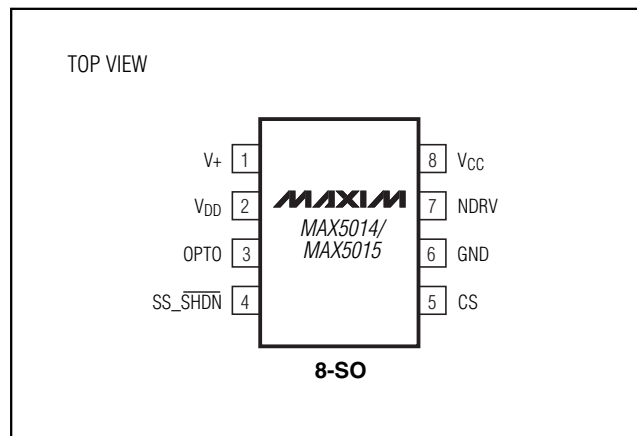 TOP VIEW
V+ 1
8 VCC
VDD 2
MAXIM
7 NDRV
MAX5014/
MAX5015
OPTO 3
6 GND
SS_SHDN 4
5 CS
8-SO